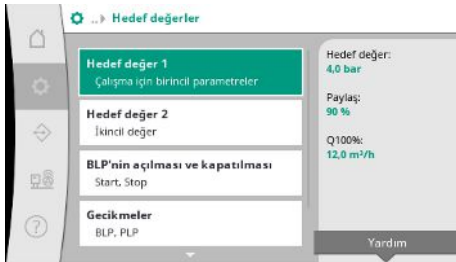 ..▸ Hedef değerler
Hedef değer 1
Çalışma için birincil parametreler
Hedef değer 2
İkincil değer
BLP'nin açılması ve kapatılması
Start, Stop
Gecikmeler
BLP, PLP
Hedef değer:
4,0 bar
Paylaş:
90 %
Q100%:
12,0 m³/h
Yardım